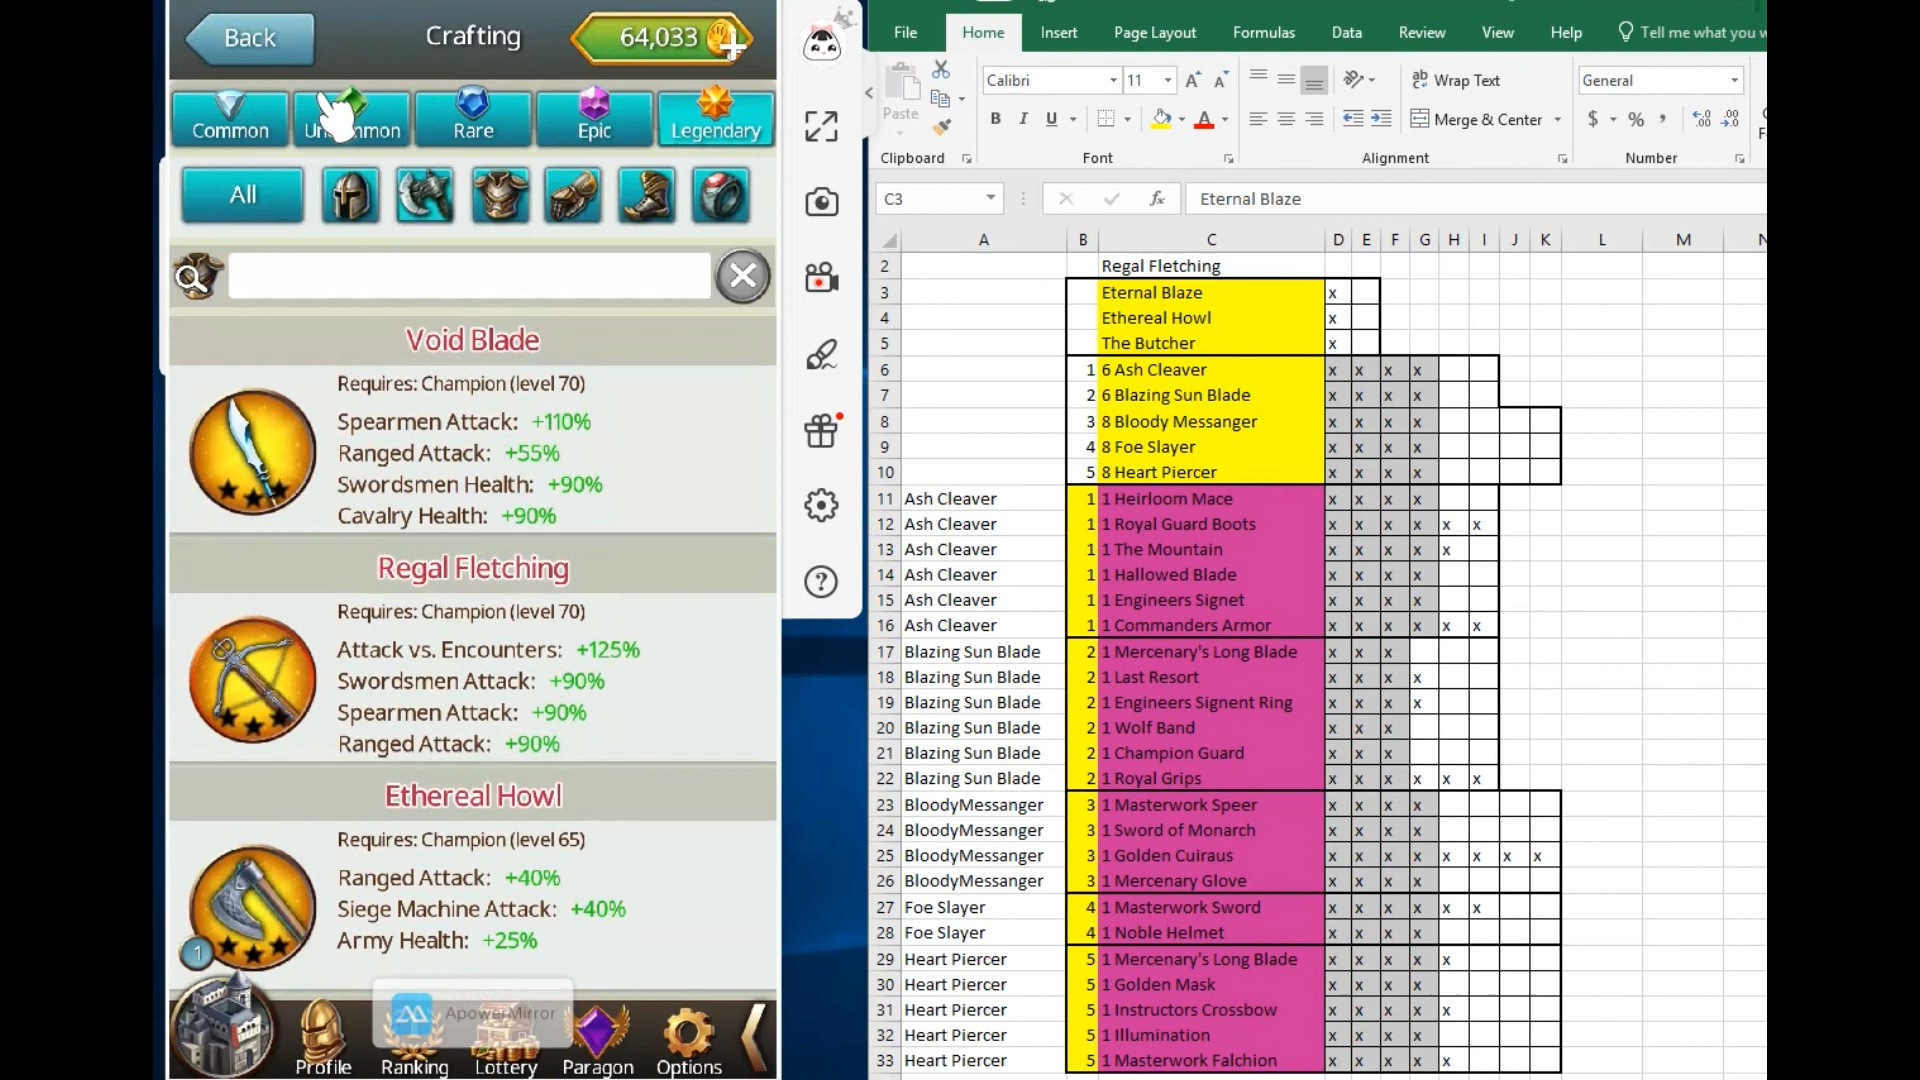 Back
Crafting
64,033
Common
Uncommon
Rare
Epic
Legendary
All
Void Blade
Requires: Champion (level 70)
Spearmen Attack: +110%
Ranged Attack: +55%
Swordsmen Health: +90%
Cavalry Health: +90%
Regal Fletching
Requires: Champion (level 70)
Attack vs. Encounters: +125%
Swordsmen Attack: +90%
Spearmen Attack: +90%
Ranged Attack: +90%
Ethereal Howl
Requires: Champion (level 65)
Ranged Attack: +40%
Siege Machine Attack: +40%
Army Health: +25%
1
ApowerMirror
Profile
Ranking
Lottery
Paragon
Options
File Home Insert Page Layout Formulas Data Review View Help Tell me what you w
Paste
Calibri 11
B I U
Wrap Text
Merge & Center
General
$ % ,
Clipboard Font Alignment Number
C3 fx Eternal Blaze
A B C D E F G H I J K L M N
2 Regal Fletching
3 Eternal Blaze x
4 Ethereal Howl x
5 The Butcher x
6 1 6 Ash Cleaver x x x x
7 2 6 Blazing Sun Blade x x x x
8 3 8 Bloody Messanger x x x x
9 4 8 Foe Slayer x x x x
10 5 8 Heart Piercer x x x x
11 Ash Cleaver 1 1 Heirloom Mace x x x x
12 Ash Cleaver 1 1 Royal Guard Boots x x x x x x
13 Ash Cleaver 1 1 The Mountain x x x x x
14 Ash Cleaver 1 1 Hallowed Blade x x x x
15 Ash Cleaver 1 1 Engineers Signet x x x x
16 Ash Cleaver 1 1 Commanders Armor x x x x x x
17 Blazing Sun Blade 2 1 Mercenary's Long Blade x x x
18 Blazing Sun Blade 2 1 Last Resort x x x x
19 Blazing Sun Blade 2 1 Engineers Signent Ring x x x x
20 Blazing Sun Blade 2 1 Wolf Band x x x
21 Blazing Sun Blade 2 1 Champion Guard x x x
22 Blazing Sun Blade 2 1 Royal Grips x x x x x x
23 BloodyMessanger 3 1 Masterwork Speer x x x x
24 BloodyMessanger 3 1 Sword of Monarch x x x x
25 BloodyMessanger 3 1 Golden Cuiraus x x x x x x x x
26 BloodyMessanger 3 1 Mercenary Glove x x x x
27 Foe Slayer 4 1 Masterwork Sword x x x x x x
28 Foe Slayer 4 1 Noble Helmet x x x x
29 Heart Piercer 5 1 Mercenary's Long Blade x x x x x
30 Heart Piercer 5 1 Golden Mask x x x x
31 Heart Piercer 5 1 Instructors Crossbow x x x x x
32 Heart Piercer 5 1 Illumination x x x x
33 Heart Piercer 5 1 Masterwork Falchion x x x x x